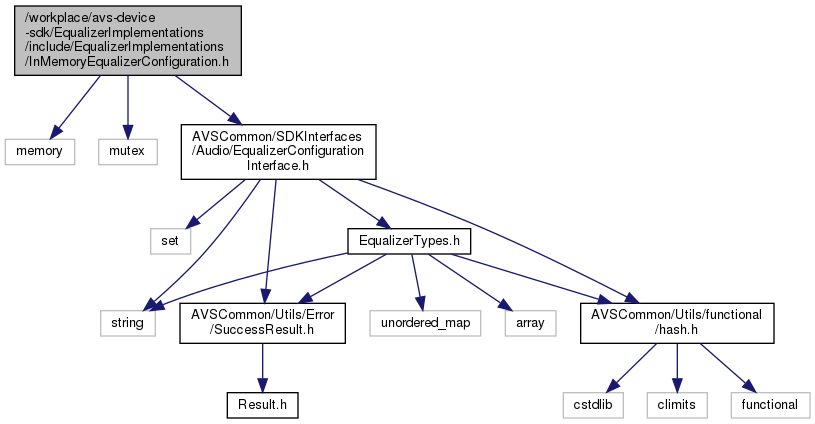 /workplace/avs-device
-sdk/EqualizerImplementations
/include/EqualizerImplementations
/InMemoryEqualizerConfiguration.h
memory
mutex
AVSCommon/SDKInterfaces
/Audio/EqualizerConfiguration
Interface.h
set
EqualizerTypes.h
string
AVSCommon/Utils/Error
/SuccessResult.h
unordered_map
array
AVSCommon/Utils/functional
/hash.h
Result.h
cstdlib
climits
functional